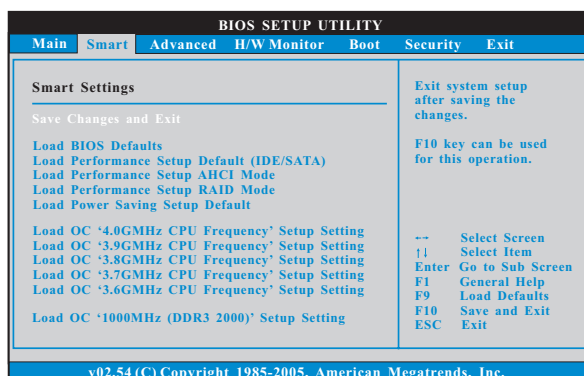 BIOS SETUP UTILITY
Main Smart Advanced H/W Monitor Boot Security Exit
Smart Settings
Save Changes and Exit
Load BIOS Defaults
Load Performance Setup Default (IDE/SATA)
Load Performance Setup AHCI Mode
Load Performance Setup RAID Mode
Load Power Saving Setup Default
Load OC ‘4.0GMHz CPU Frequency’ Setup Setting
Load OC ‘3.9GMHz CPU Frequency’ Setup Setting
Load OC ‘3.8GMHz CPU Frequency’ Setup Setting
Load OC ‘3.7GMHz CPU Frequency’ Setup Setting
Load OC ‘3.6GMHz CPU Frequency’ Setup Setting
Load OC ‘1000MHz (DDR3 2000)’ Setup Setting
Exit system setup
after saving the
changes.
F10 key can be used
for this operation.
←→ Select Screen
↑↓ Select Item
Enter Go to Sub Screen
F1 General Help
F9 Load Defaults
F10 Save and Exit
ESC Exit
v02.54 (C) Copyright 1985-2005, American Megatrends, Inc.